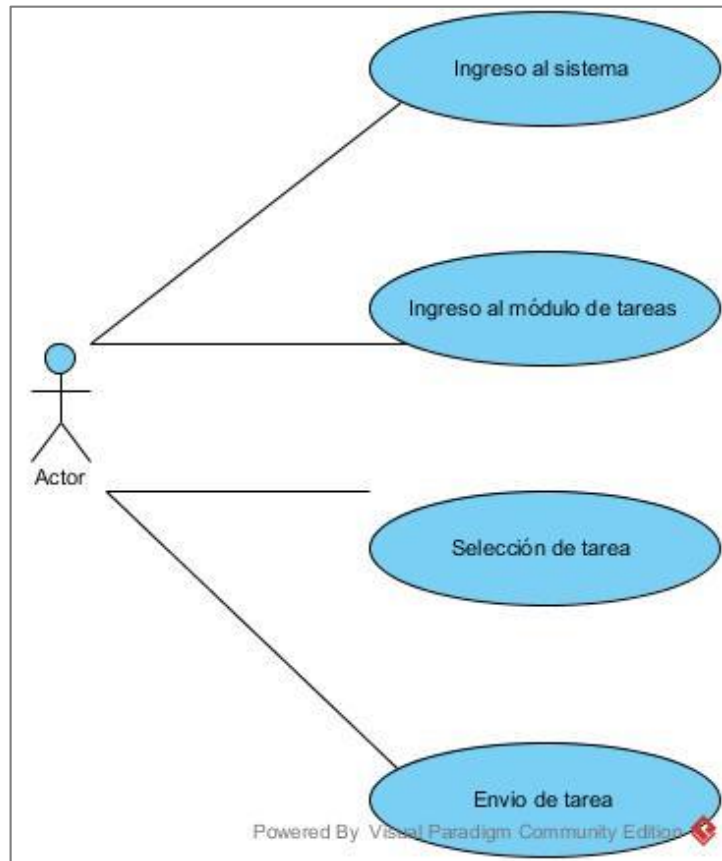 Ingreso al sistema
Ingreso al módulo de tareas
Actor
Selección de tarea
Envio de tarea
Powered By Visual Paradigm Community Edition